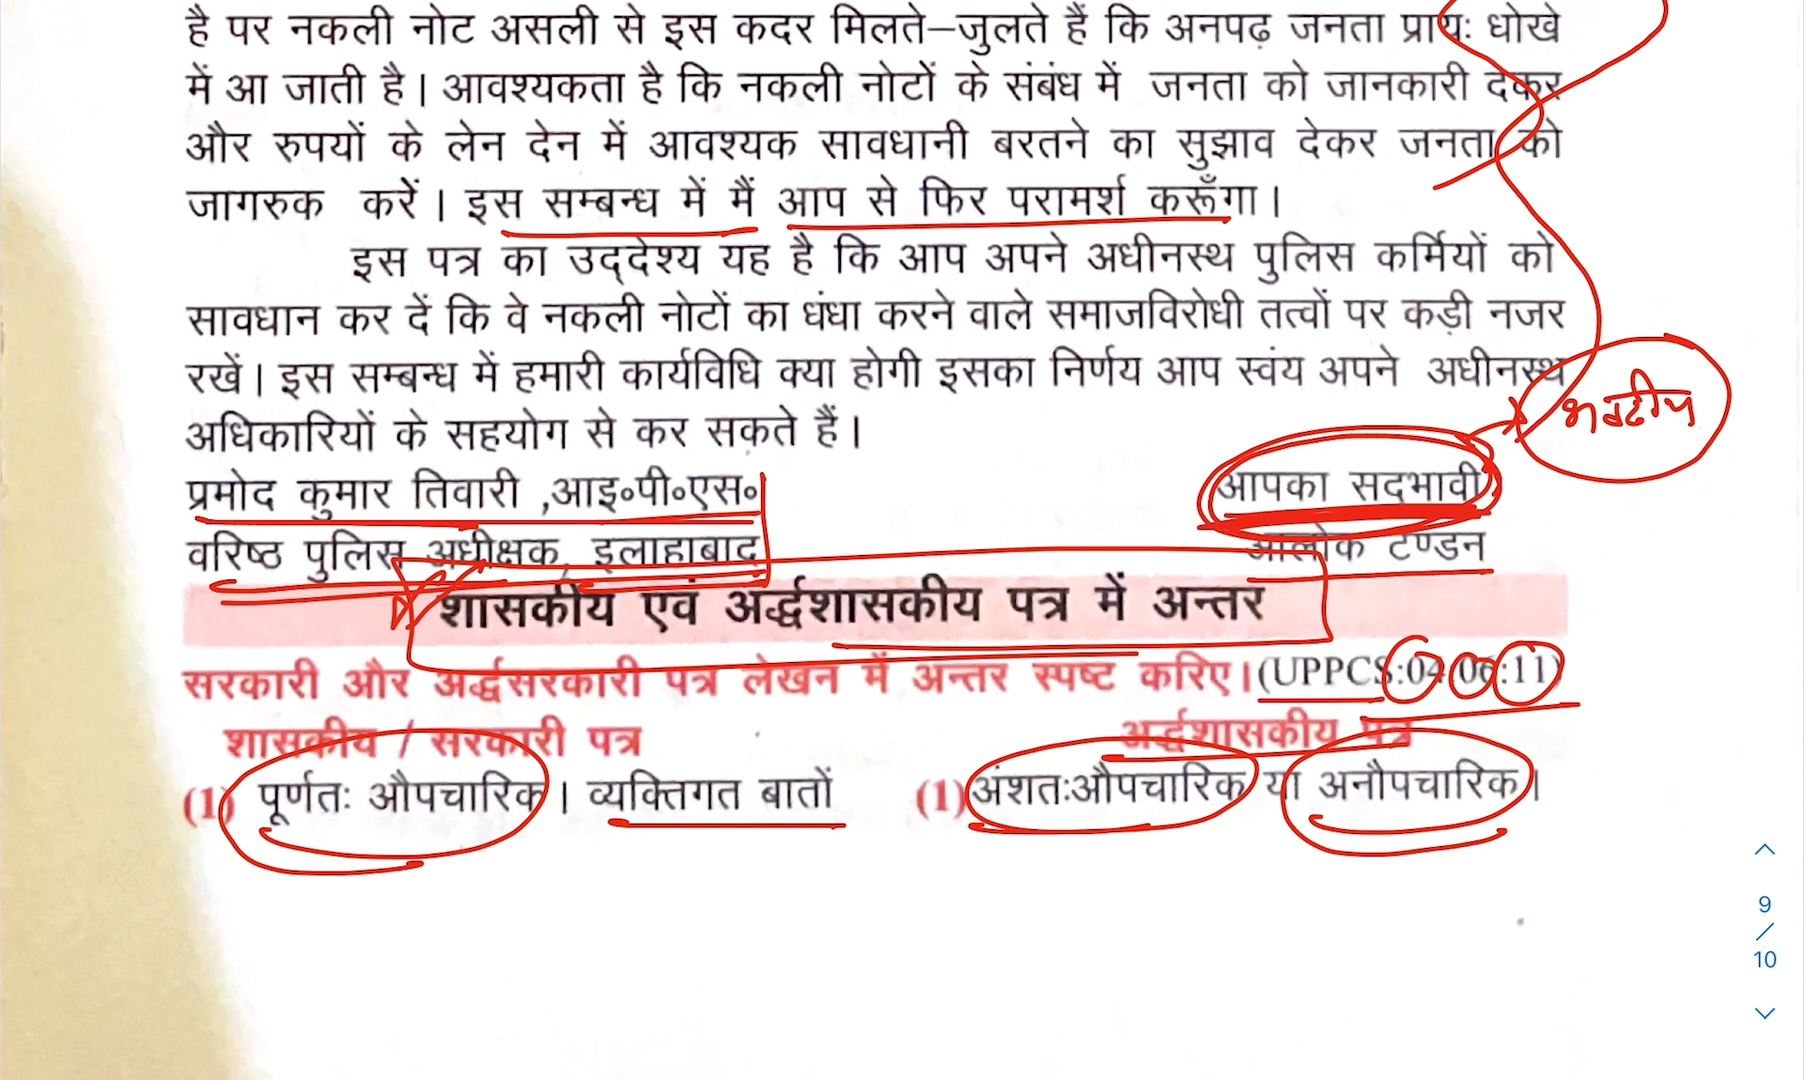 है पर नकली नोट असली से इस कदर मिलते–जुलते हैं कि अनपढ़ जनता प्रायः धोखे
में आ जाती है। आवश्यकता है कि नकली नोटों के संबंध में जनता को जानकारी देकर
और रुपयों के लेन देन में आवश्यक सावधानी बरतने का सुझाव देकर जनता को
जागरुक करें। इस सम्बन्ध में मैं आप से फिर परामर्श करूँगा।
इस पत्र का उद्देश्य यह है कि आप अपने अधीनस्थ पुलिस कर्मियों को
सावधान कर दें कि वे नकली नोटों का धंधा करने वाले समाजविरोधी तत्वों पर कड़ी नजर
रखें। इस सम्बन्ध में हमारी कार्यविधि क्या होगी इसका निर्णय आप स्वंय अपने अधीनस्थ
अधिकारियों के सहयोग से कर सकते हैं।
प्रमोद कुमार तिवारी ,आइ॰पी॰एस॰ आपका सदभावी
वरिष्ठ पुलिस अधीक्षक, इलाहाबाद आलोक टण्डन
शासकीय एवं अर्द्धशासकीय पत्र में अन्तर
सरकारी और अर्द्धसरकारी पत्र लेखन में अन्तर स्पष्ट करिए।(UPPCS:04:06:11)
शासकीय / सरकारी पत्र अर्द्धशासकीय पत्र
(1) पूर्णतः औपचारिक। व्यक्तिगत बातों (1) अंशतःऔपचारिक या अनौपचारिक।
9
/
10